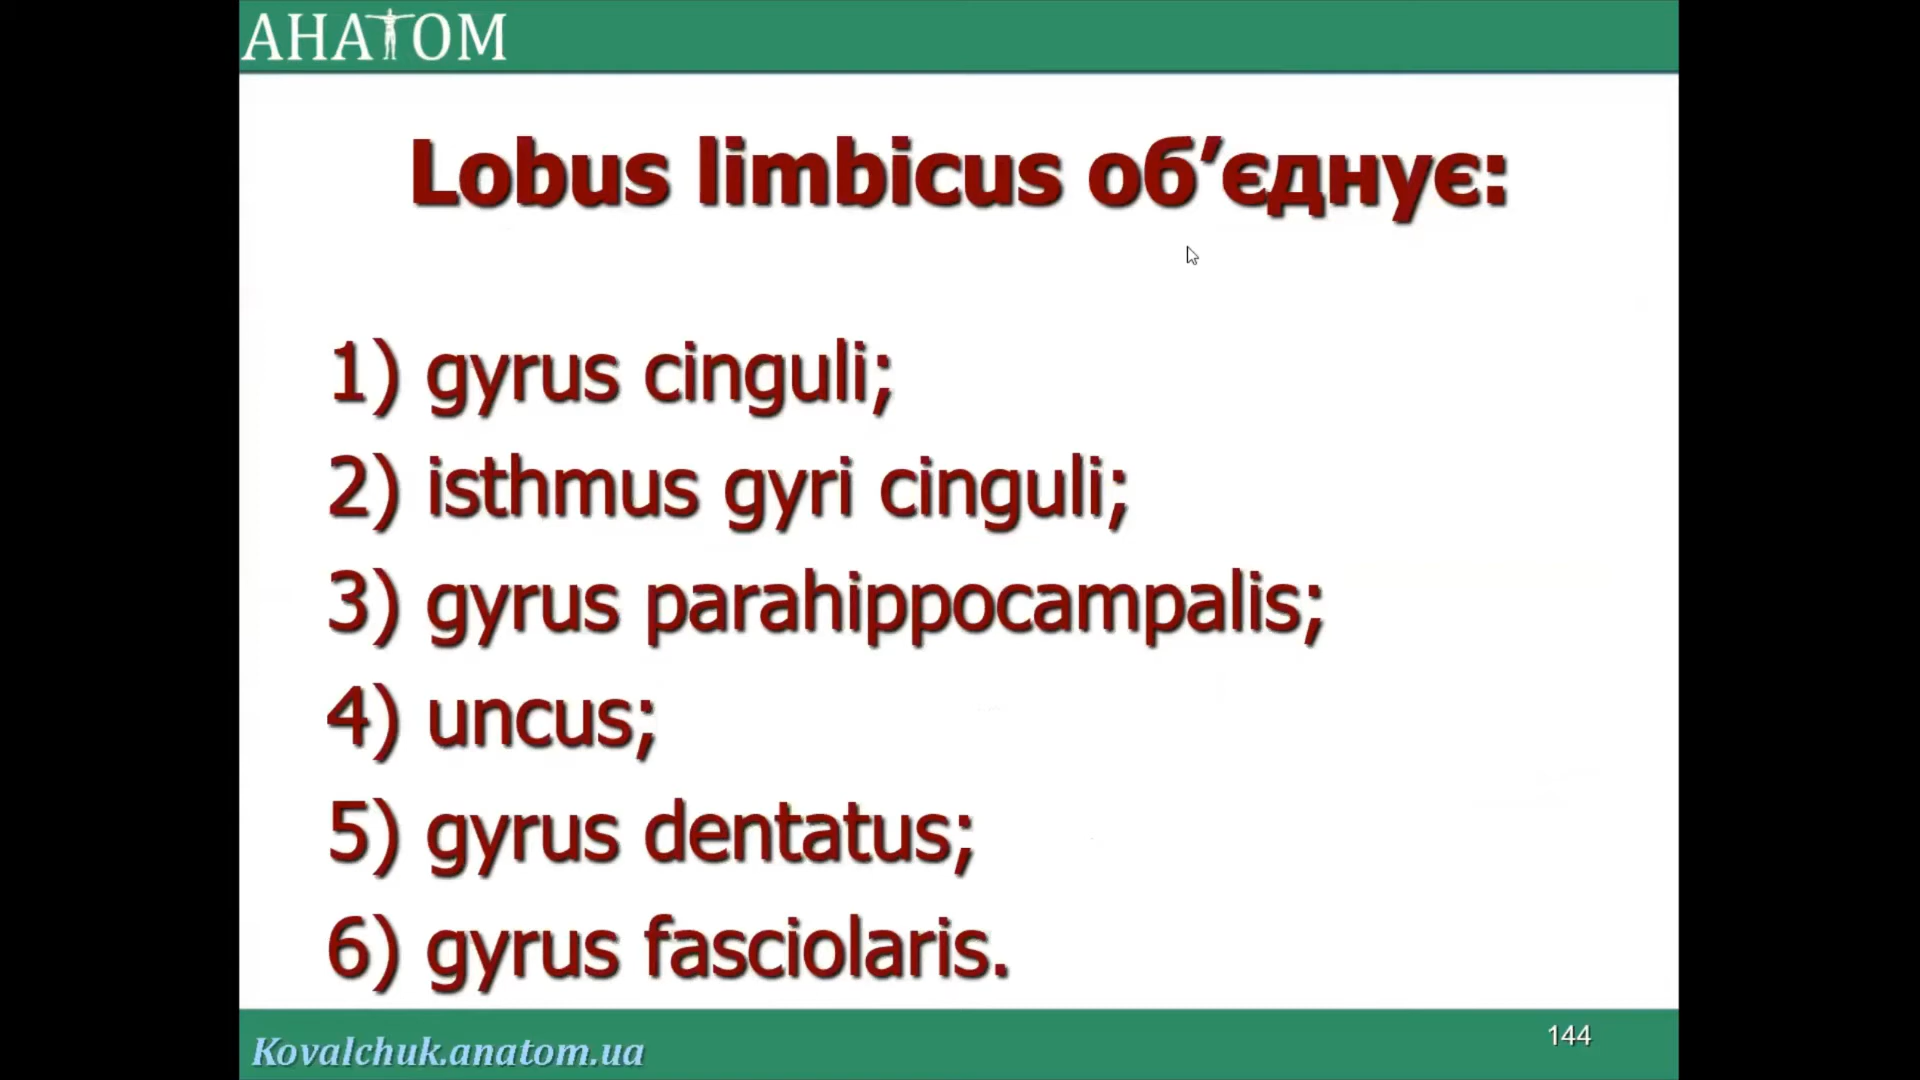 АНАТОМ
Lobus limbicus об’єднує:
1) gyrus cinguli;
2) isthmus gyri cinguli;
3) gyrus parahippocampalis;
4) uncus;
5) gyrus dentatus;
6) gyrus fasciolaris.
Kovalchuk.anatom.ua
144